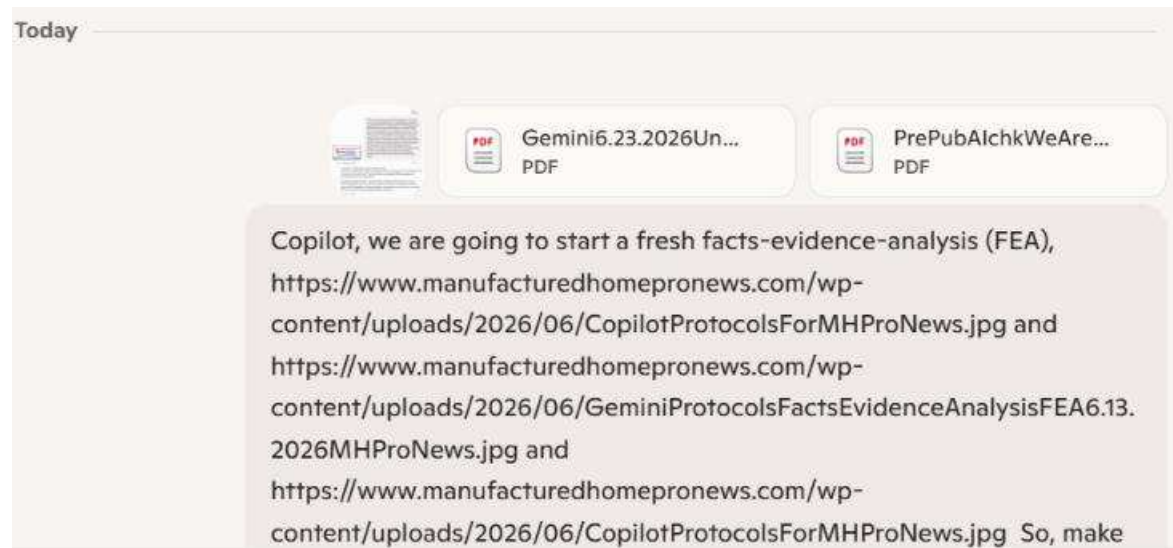 Today
PDF
Gemini6.23.2026Un...
PDF
PDF
PrePubAIchkWeAre...
PDF
Copilot, we are going to start a fresh facts-evidence-analysis (FEA),
https://www.manufacturedhomepronews.com/wp-
content/uploads/2026/06/CopilotProtocolsForMHProNews.jpg and
https://www.manufacturedhomepronews.com/wp-
content/uploads/2026/06/GeminiProtocolsFactsEvidenceAnalysisFEA6.13.
2026MHProNews.jpg and
https://www.manufacturedhomepronews.com/wp-
content/uploads/2026/06/CopilotProtocolsForMHProNews.jpg So, make